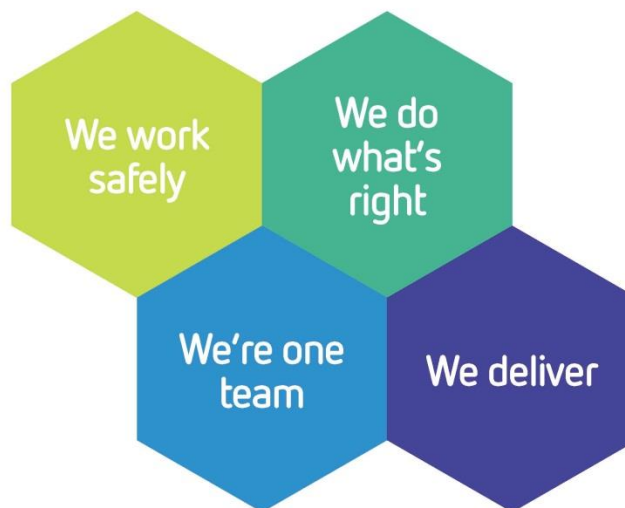 We work
safely
We do
what's
right
We're one
team
We deliver